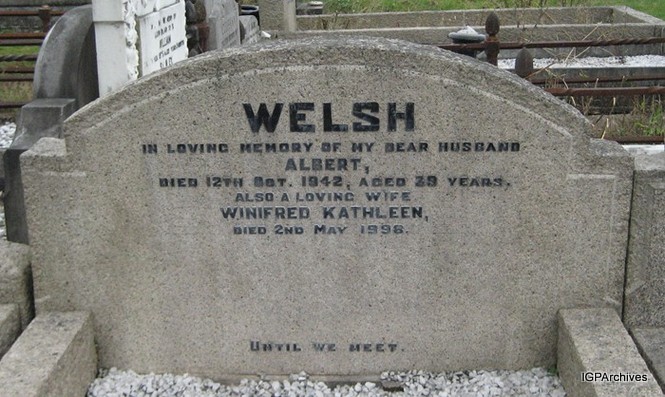 WELSH
IN LOVING MEMORY OF MY DEAR HUSBAND
ALBERT,
DIED 12TH OCT. 1942, AGED 39 YEARS,
ALSO A LOVING WIFE
WINIFRED KATHLEEN,
DIED 2ND MAY 1996.
UNTIL WE MEET.
IGPArchives